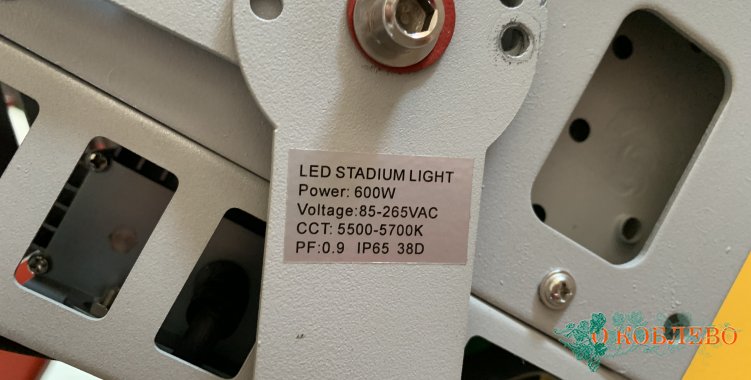 LED STADIUM LIGHT
Power: 600W
Voltage:85-265VAC
CCT: 5500-5700K
PF:0.9 IP65 38D
О КОБЛЕВО